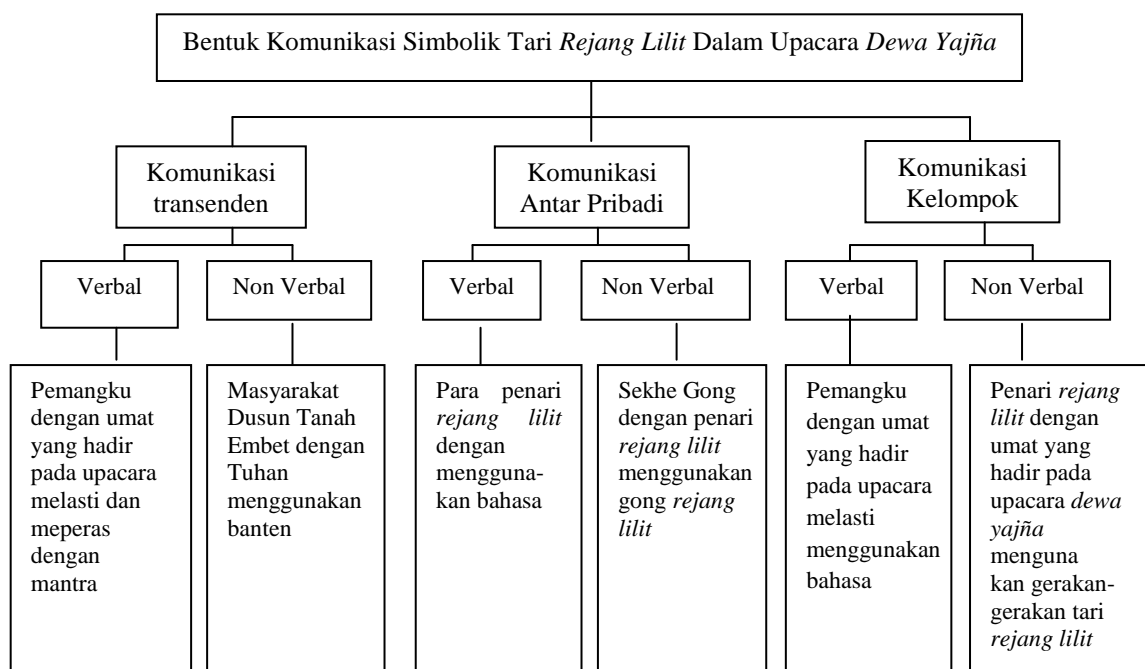 Bentuk Komunikasi Simbolik Tari Rejang Lilit Dalam Upacara Dewa Yajña
Komunikasi
transenden
Komunikasi
Antar Pribadi
Komunikasi
Kelompok
Verbal
Non Verbal
Verbal
Non Verbal
Verbal
Non Verbal
Pemangku
dengan umat
yang hadir
pada upacara
melasti dan
meperas
dengan
mantra
Masyarakat
Dusun Tanah
Embet dengan
Tuhan
menggunakan
banten
Para penari
rejang lilit
dengan
mengguna-
kan bahasa
Sekhe Gong
dengan penari
rejang lilit
menggunakan
gong rejang
lilit
Pemangku
dengan umat
yang hadir
pada upacara
melasti
menggunakan
bahasa
Penari rejang
lilit dengan
umat yang
hadir pada
upacara dewa
yajña
menguna
kan gerakan-
gerakan tari
rejang lilit